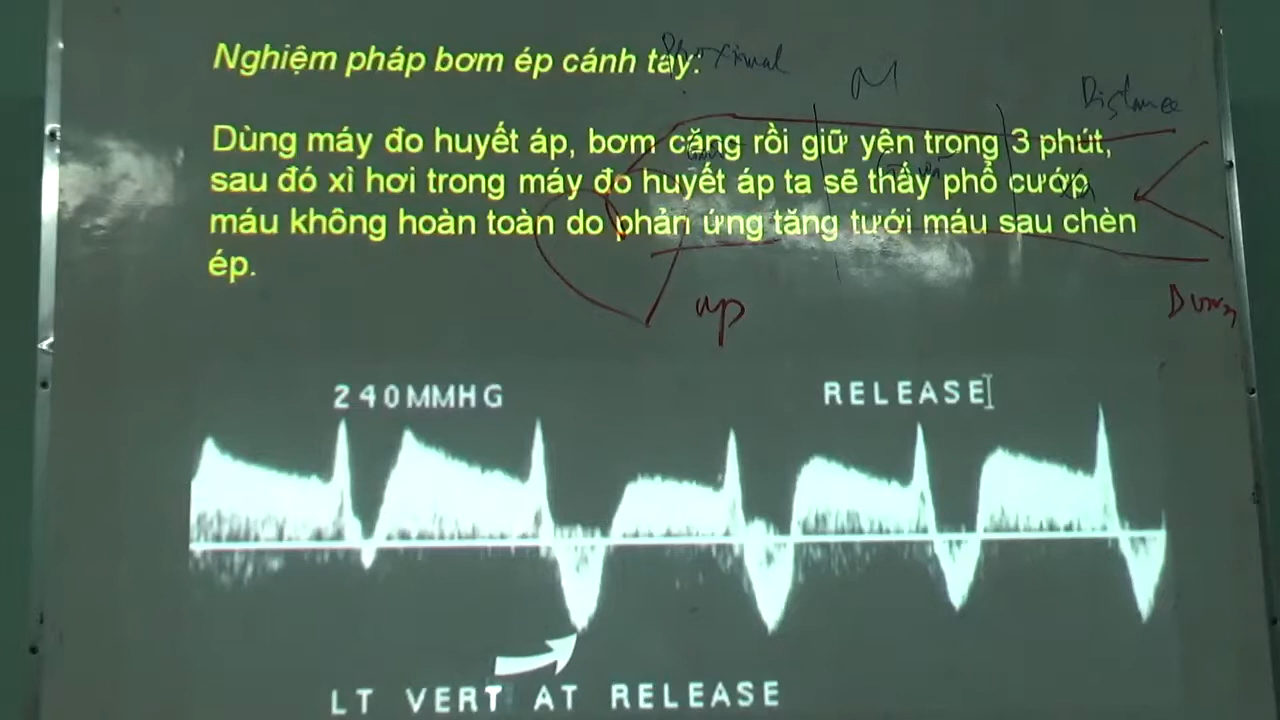 Nghiệm pháp bơm ép cánh tay:
Proximal
M
Distance
Dùng máy đo huyết áp, bơm căng rồi giữ yên trong 3 phút,
sau đó xì hơi trong máy đo huyết áp ta sẽ thấy phổ cướp
máu không hoàn toàn do phản ứng tăng tưới máu sau chèn
ép.
up
Down
240MMHG
RELEASE
LT VERT AT RELEASE